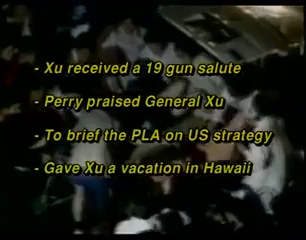 - Xu received a 19 gun salute
- Perry praised General Xu
- To brief the PLA on US strategy
- Gave Xu a vacation in Hawaii